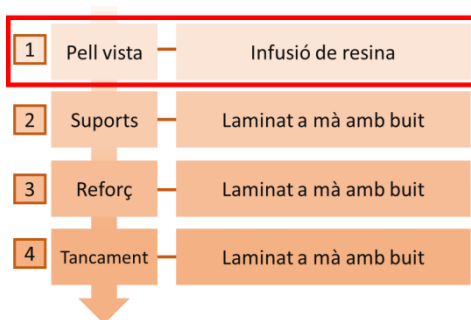 1 Pell vista Infusió de resina
2 Suports Laminat a mà amb buit
3 Reforç Laminat a mà amb buit
4 Tancament Laminat a mà amb buit